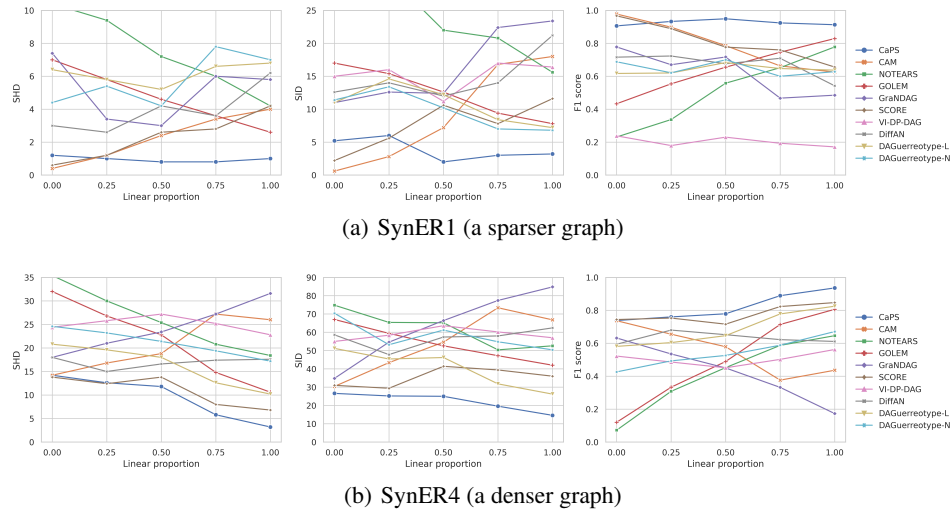 SHD
10
8
6
4
2
0
0.00 0.25 0.50 0.75 1.00
Linear proportion
SID
25
20
15
10
5
0
0.00 0.25 0.50 0.75 1.00
Linear proportion
F1 score
1.0
0.8
0.6
0.4
0.2
0.0
0.00 0.25 0.50 0.75 1.00
Linear proportion
CaPS
CAM
NOTEARS
GOLEM
GraNDAG
SCORE
VI-DP-DAG
DiffAN
DAGuerreotype-L
DAGuerreotype-N
(a) SynER1 (a sparser graph)
SHD
35
30
25
20
15
10
5
0
0.00 0.25 0.50 0.75 1.00
Linear proportion
SID
90
80
70
60
50
40
30
20
10
0
0.00 0.25 0.50 0.75 1.00
Linear proportion
F1 score
1.0
0.8
0.6
0.4
0.2
0.0
0.00 0.25 0.50 0.75 1.00
Linear proportion
CaPS
CAM
NOTEARS
GOLEM
GraNDAG
SCORE
VI-DP-DAG
DiffAN
DAGuerreotype-L
DAGuerreotype-N
(b) SynER4 (a denser graph)